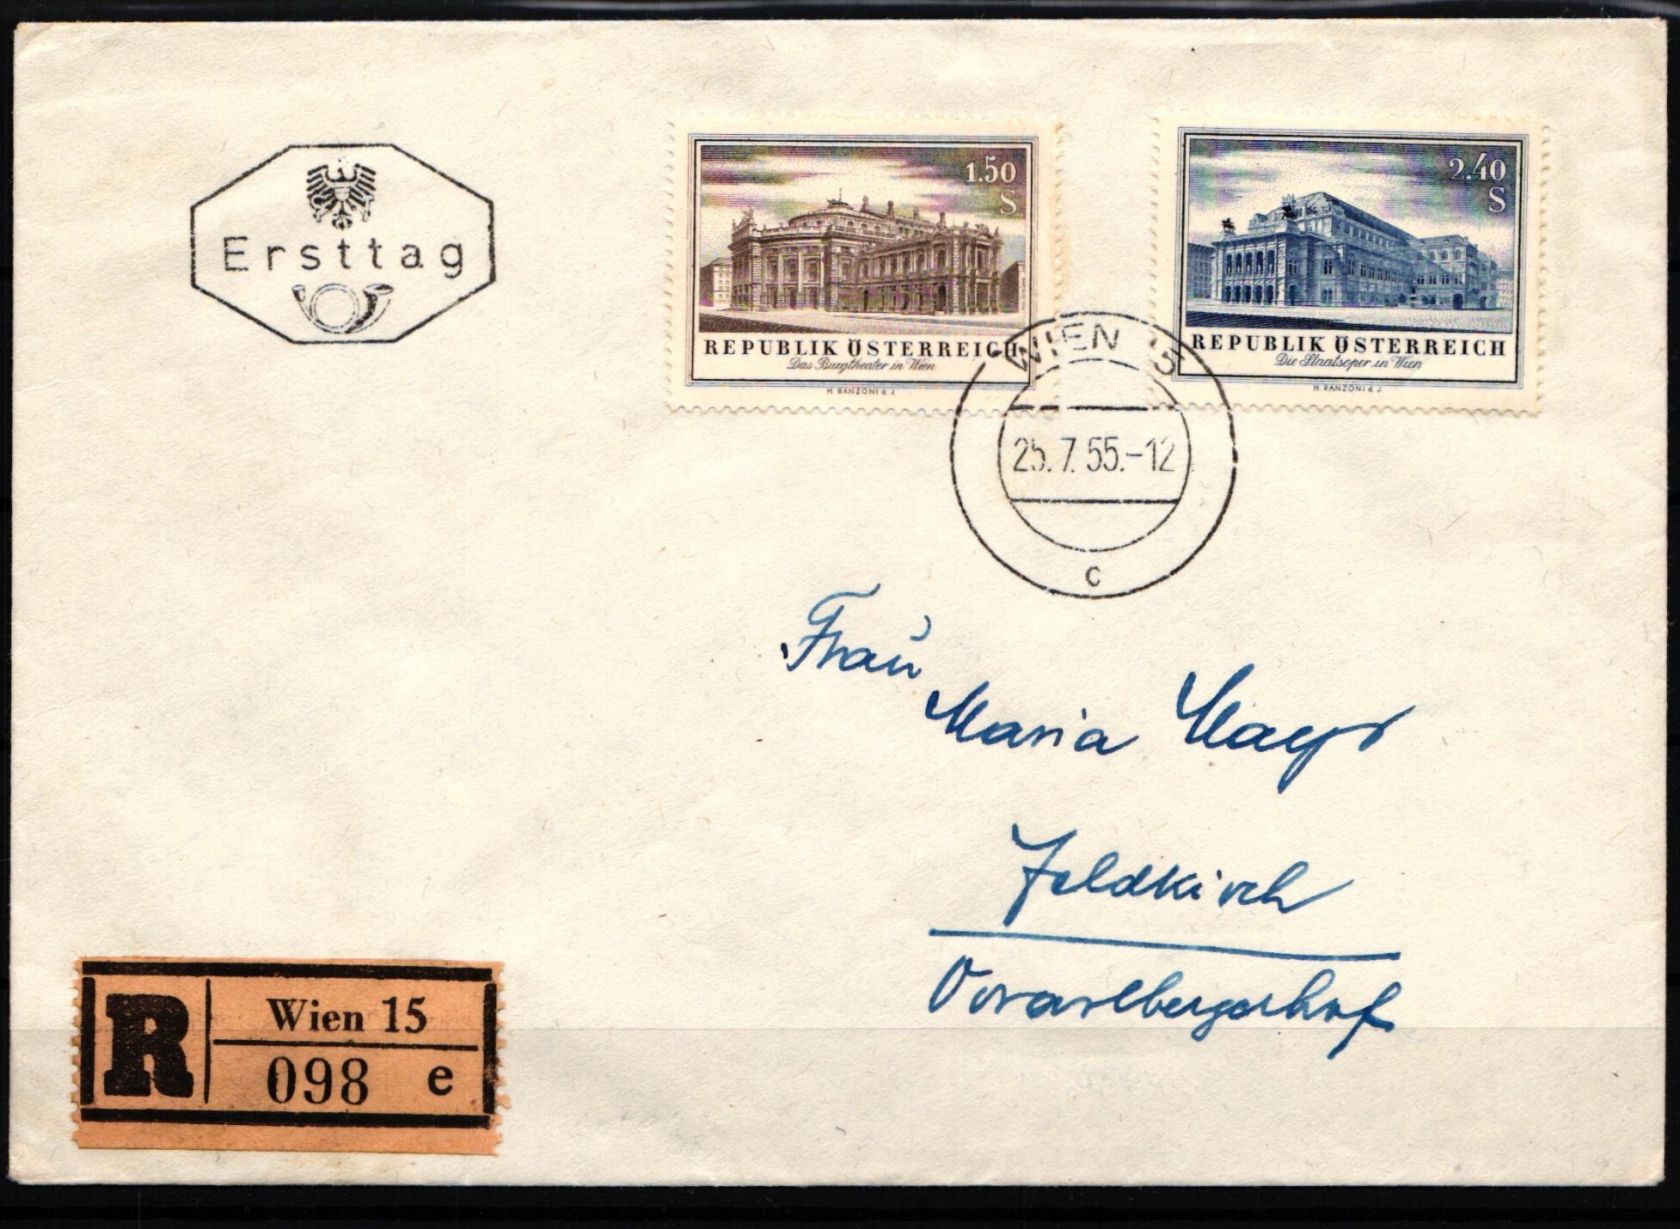 Ersttag
1.50
S
REPUBLIK ÖSTERREICH
Das Burgtheater in Wien
H. RANZONI d. J.
2.40
S
REPUBLIK ÖSTERREICH
Die Staatsoper in Wien
H. RANZONI d. J.
WIEN
25.7.55.-12
c
Frau
Maria Mayr
Feldkirch
Vorarlbergerhof
R
Wien 15
098 e